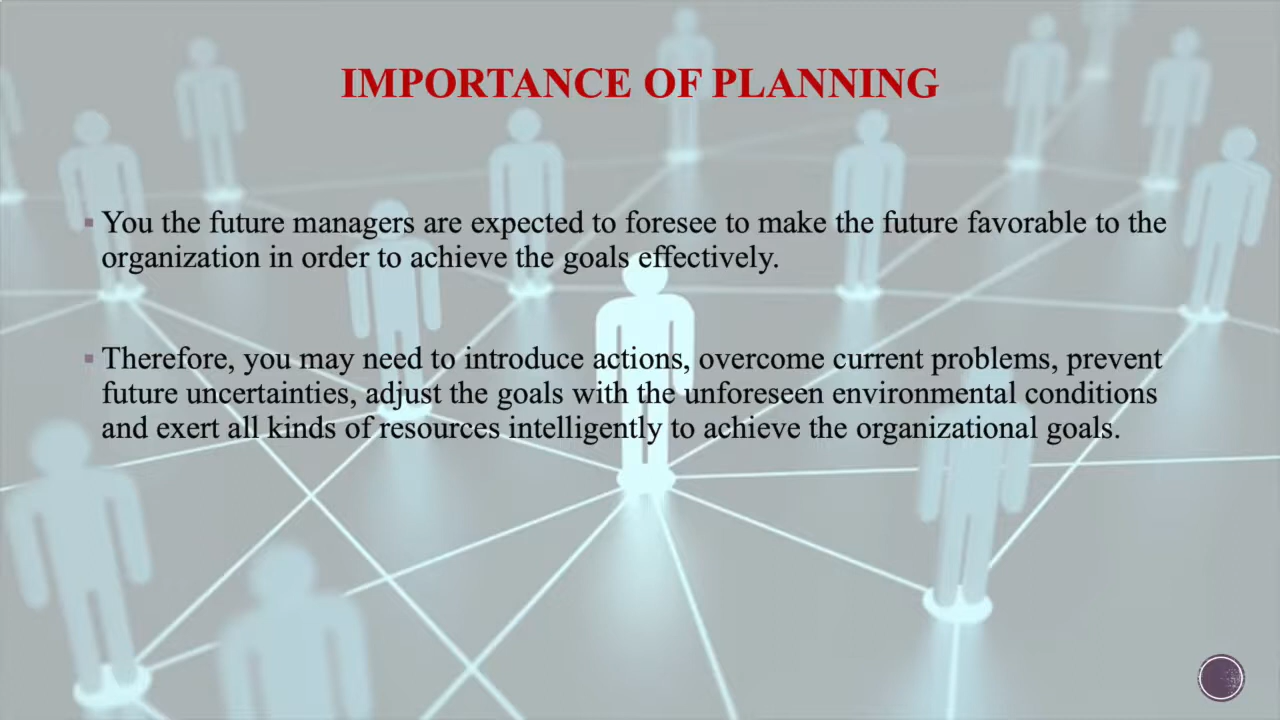 IMPORTANCE OF PLANNING
▪ You the future managers are expected to foresee to make the future favorable to the
organization in order to achieve the goals effectively.
▪ Therefore, you may need to introduce actions, overcome current problems, prevent
future uncertainties, adjust the goals with the unforeseen environmental conditions
and exert all kinds of resources intelligently to achieve the organizational goals.